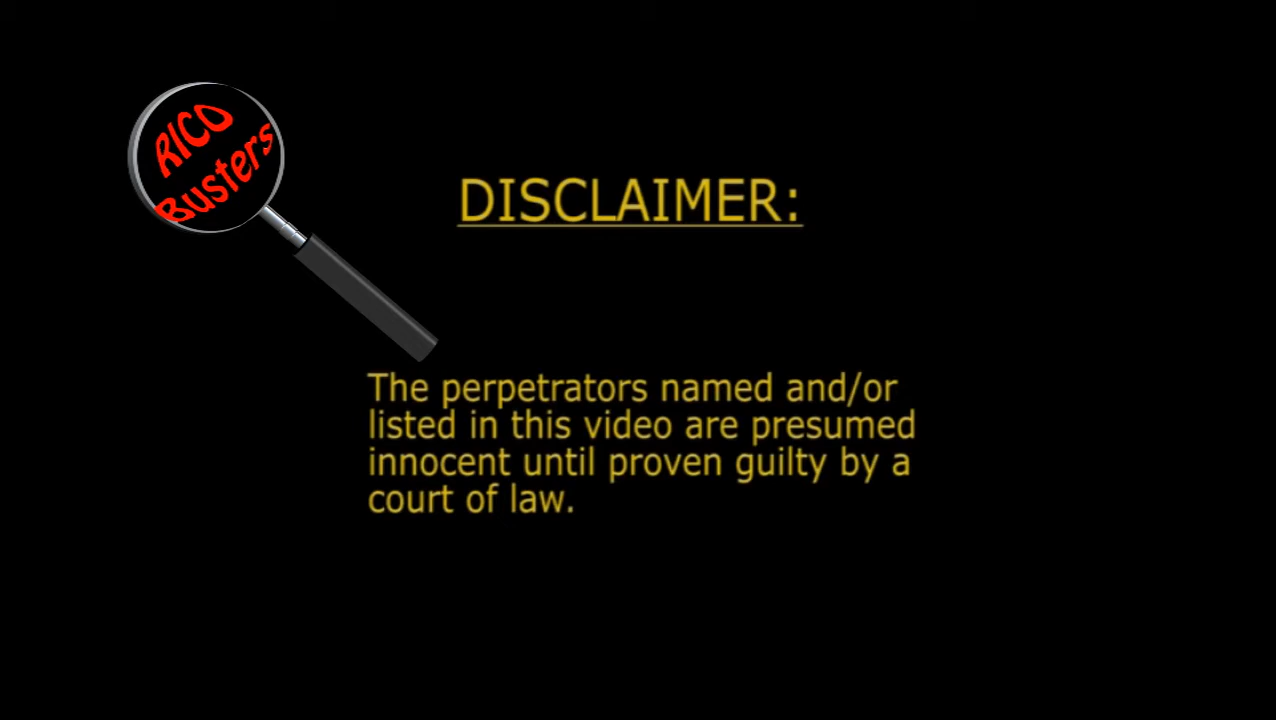 RICO
Busters
DISCLAIMER:
The perpetrators named and/or
listed in this video are presumed
innocent until proven guilty by a
court of law.